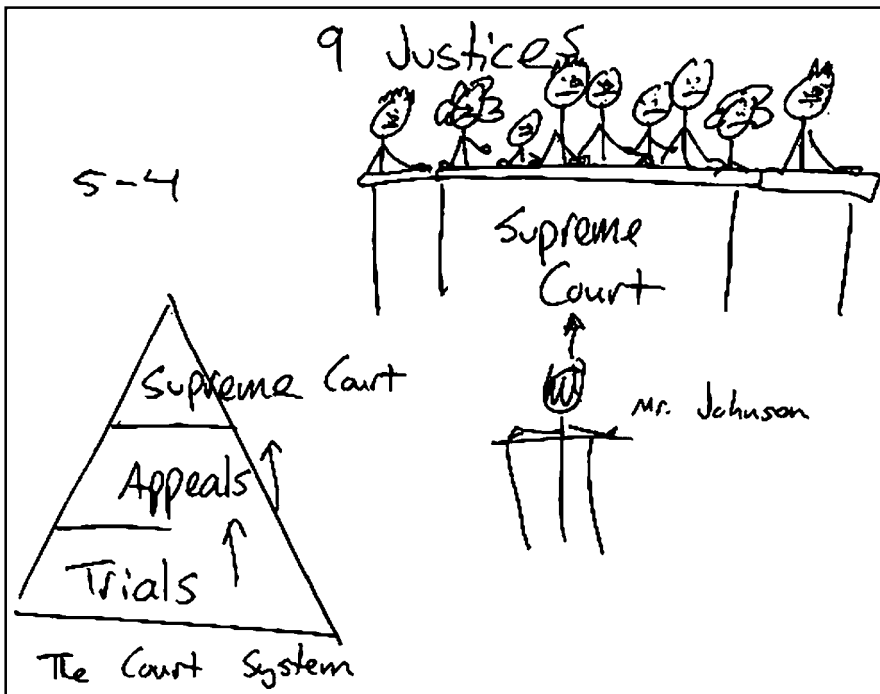 9 Justices
5-4
Supreme
Court
Mr. Johnson
Supreme Court
Appeals
Trials
The Court System